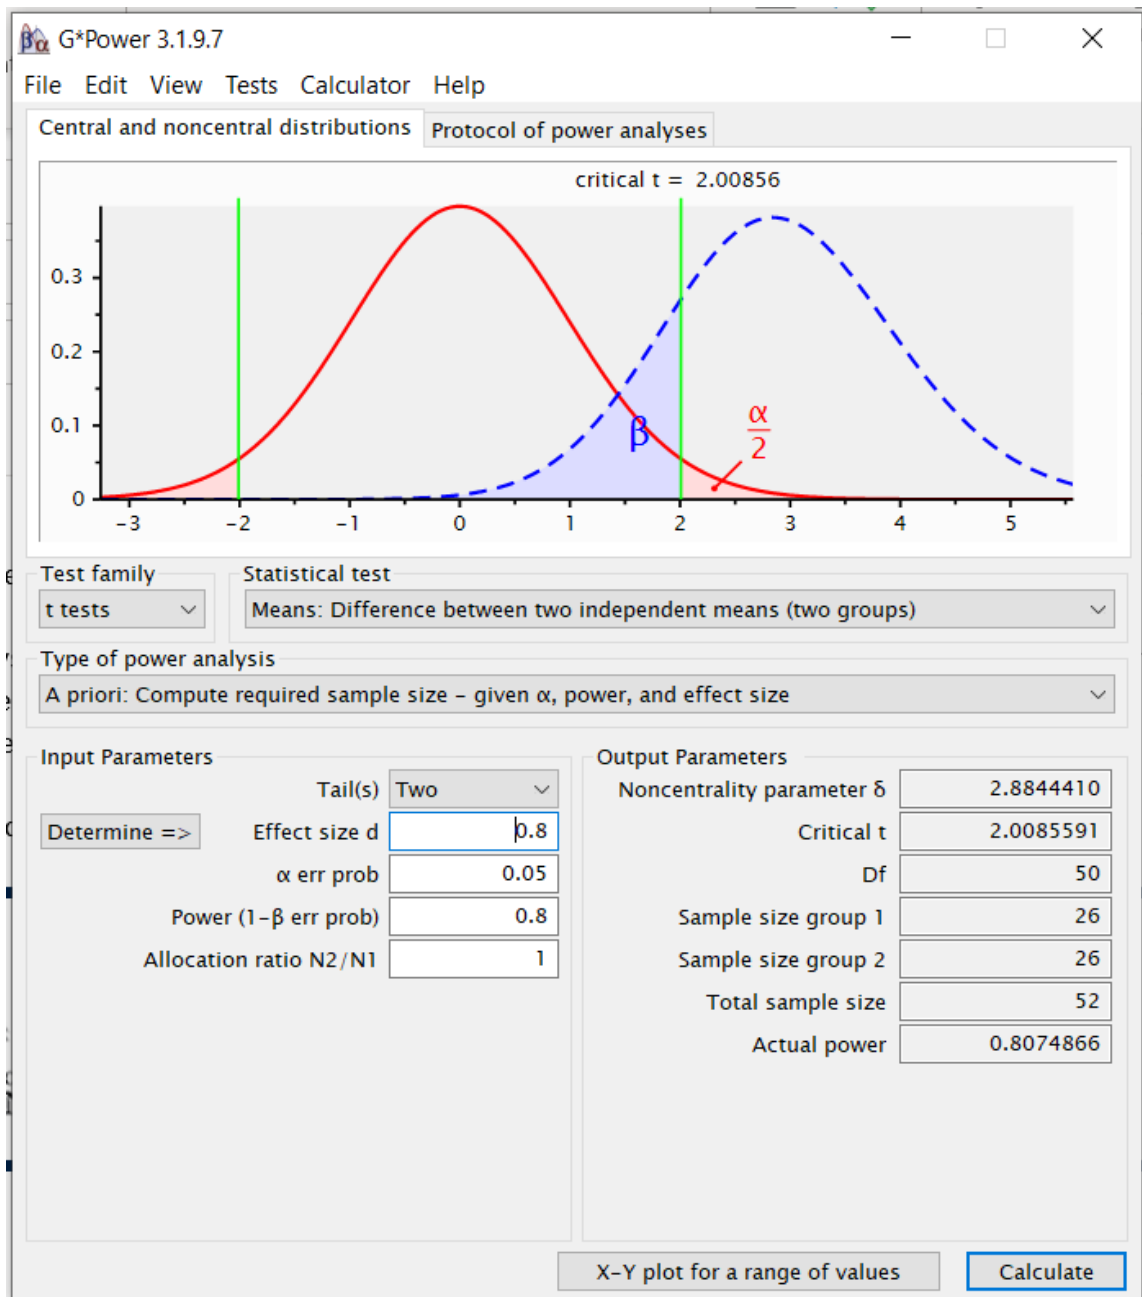 G*Power 3.1.9.7
File Edit View Tests Calculator Help
Central and noncentral distributions Protocol of power analyses
critical t = 2.00856
0.3
0.2
0.1
0
β
α
2
-3 -2 -1 0 1 2 3 4 5
Test family Statistical test
t tests Means: Difference between two independent means (two groups)
Type of power analysis
A priori: Compute required sample size – given α, power, and effect size
Input Parameters
Tail(s) Two
Determine => Effect size d 0.8
α err prob 0.05
Power (1-β err prob) 0.8
Allocation ratio N2/N1 1
Output Parameters
Noncentrality parameter δ 2.8844410
Critical t 2.0085591
Df 50
Sample size group 1 26
Sample size group 2 26
Total sample size 52
Actual power 0.8074866
X-Y plot for a range of values Calculate